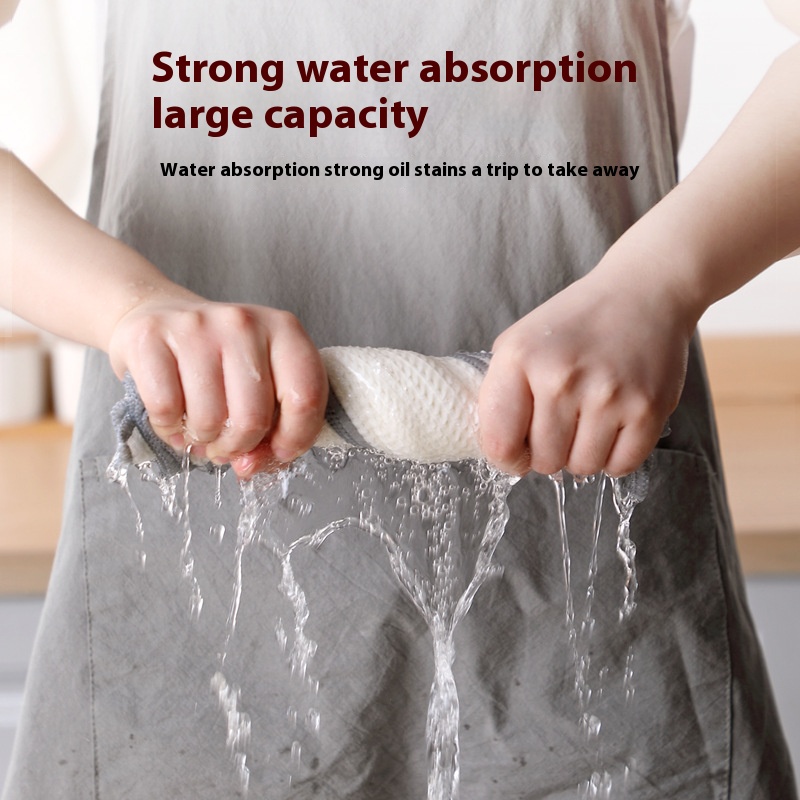 Strong water absorption
large capacity
Water absorption strong oil stains a trip to take away